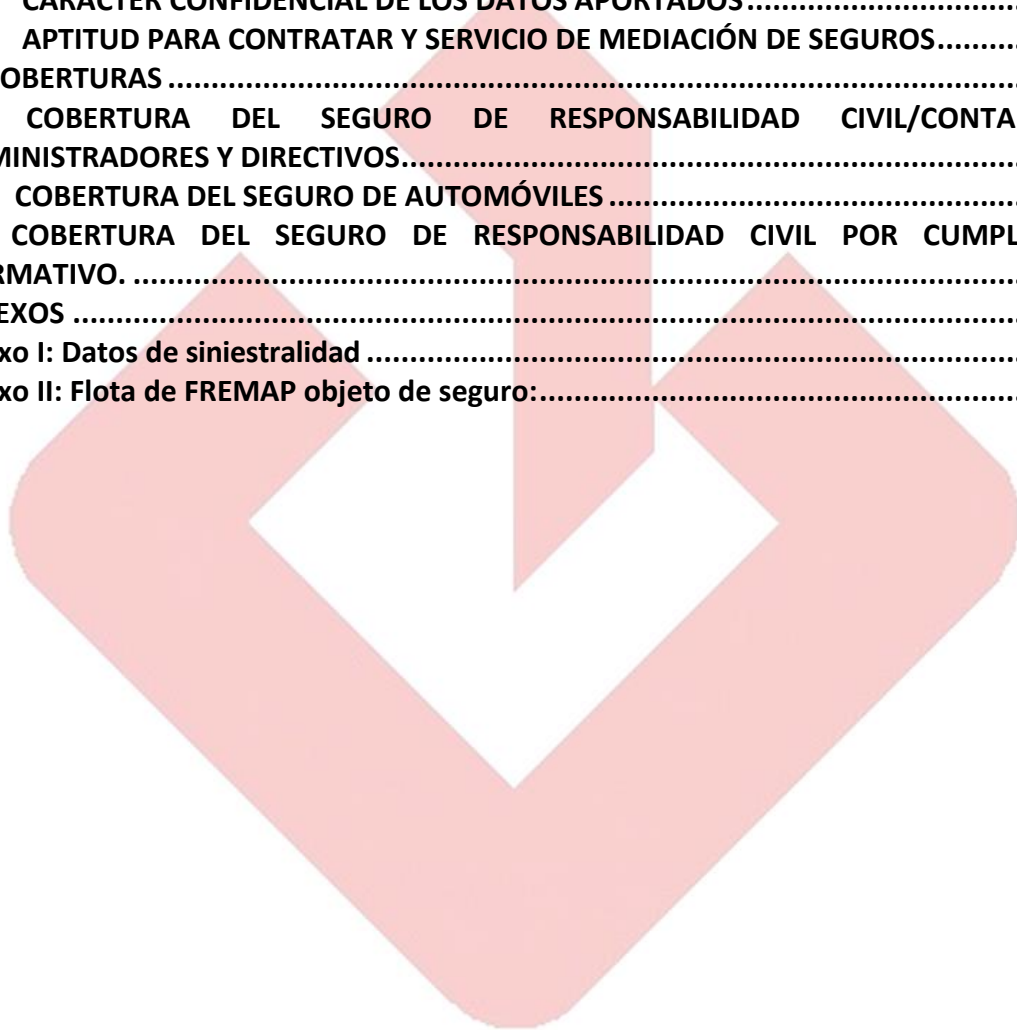 CARÁCTER CONFIDENCIAL DE LOS DATOS APORTADOS....................
APTITUD PARA CONTRATAR Y SERVICIO DE MEDIACIÓN DE SEGUROS..........
OBERTURAS....................
COBERTURA DEL SEGURO DE RESPONSABILIDAD CIVIL/CONTA
MINISTRADORES Y DIRECTIVOS....................
COBERTURA DEL SEGURO DE AUTOMÓVILES....................
COBERTURA DEL SEGURO DE RESPONSABILIDAD CIVIL POR CUMPL
RMATIVO. ....................
EXOS ....................
xo I: Datos de siniestralidad ....................
xo II: Flota de FREMAP objeto de seguro:....................